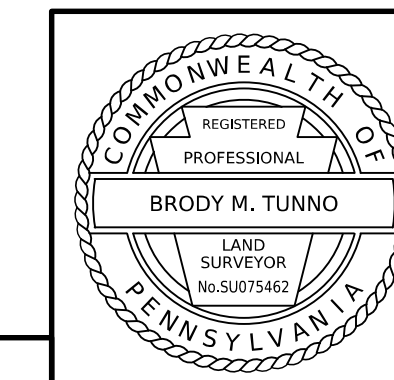 COMMONWEALTH OF
REGISTERED
PROFESSIONAL
BRODY M. TUNNO
LAND
SURVEYOR
No.SU075462
PENNSYLVANIA